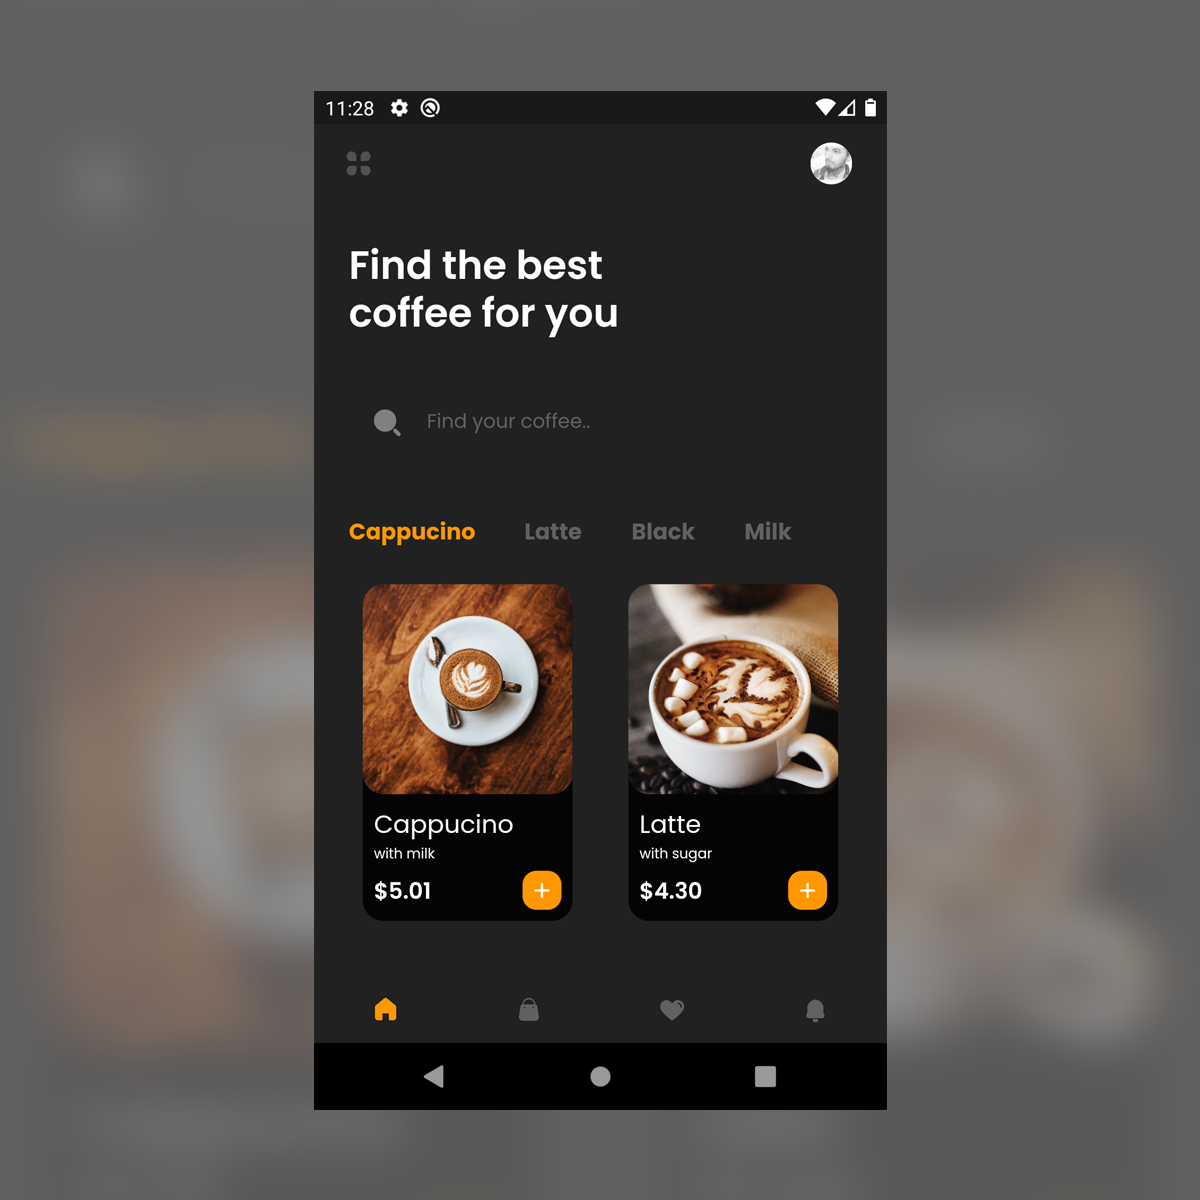 11:28
Find the best
coffee for you
Find your coffee..
Cappucino Latte Black Milk
Cappucino
with milk
$5.01
Latte
with sugar
$4.30